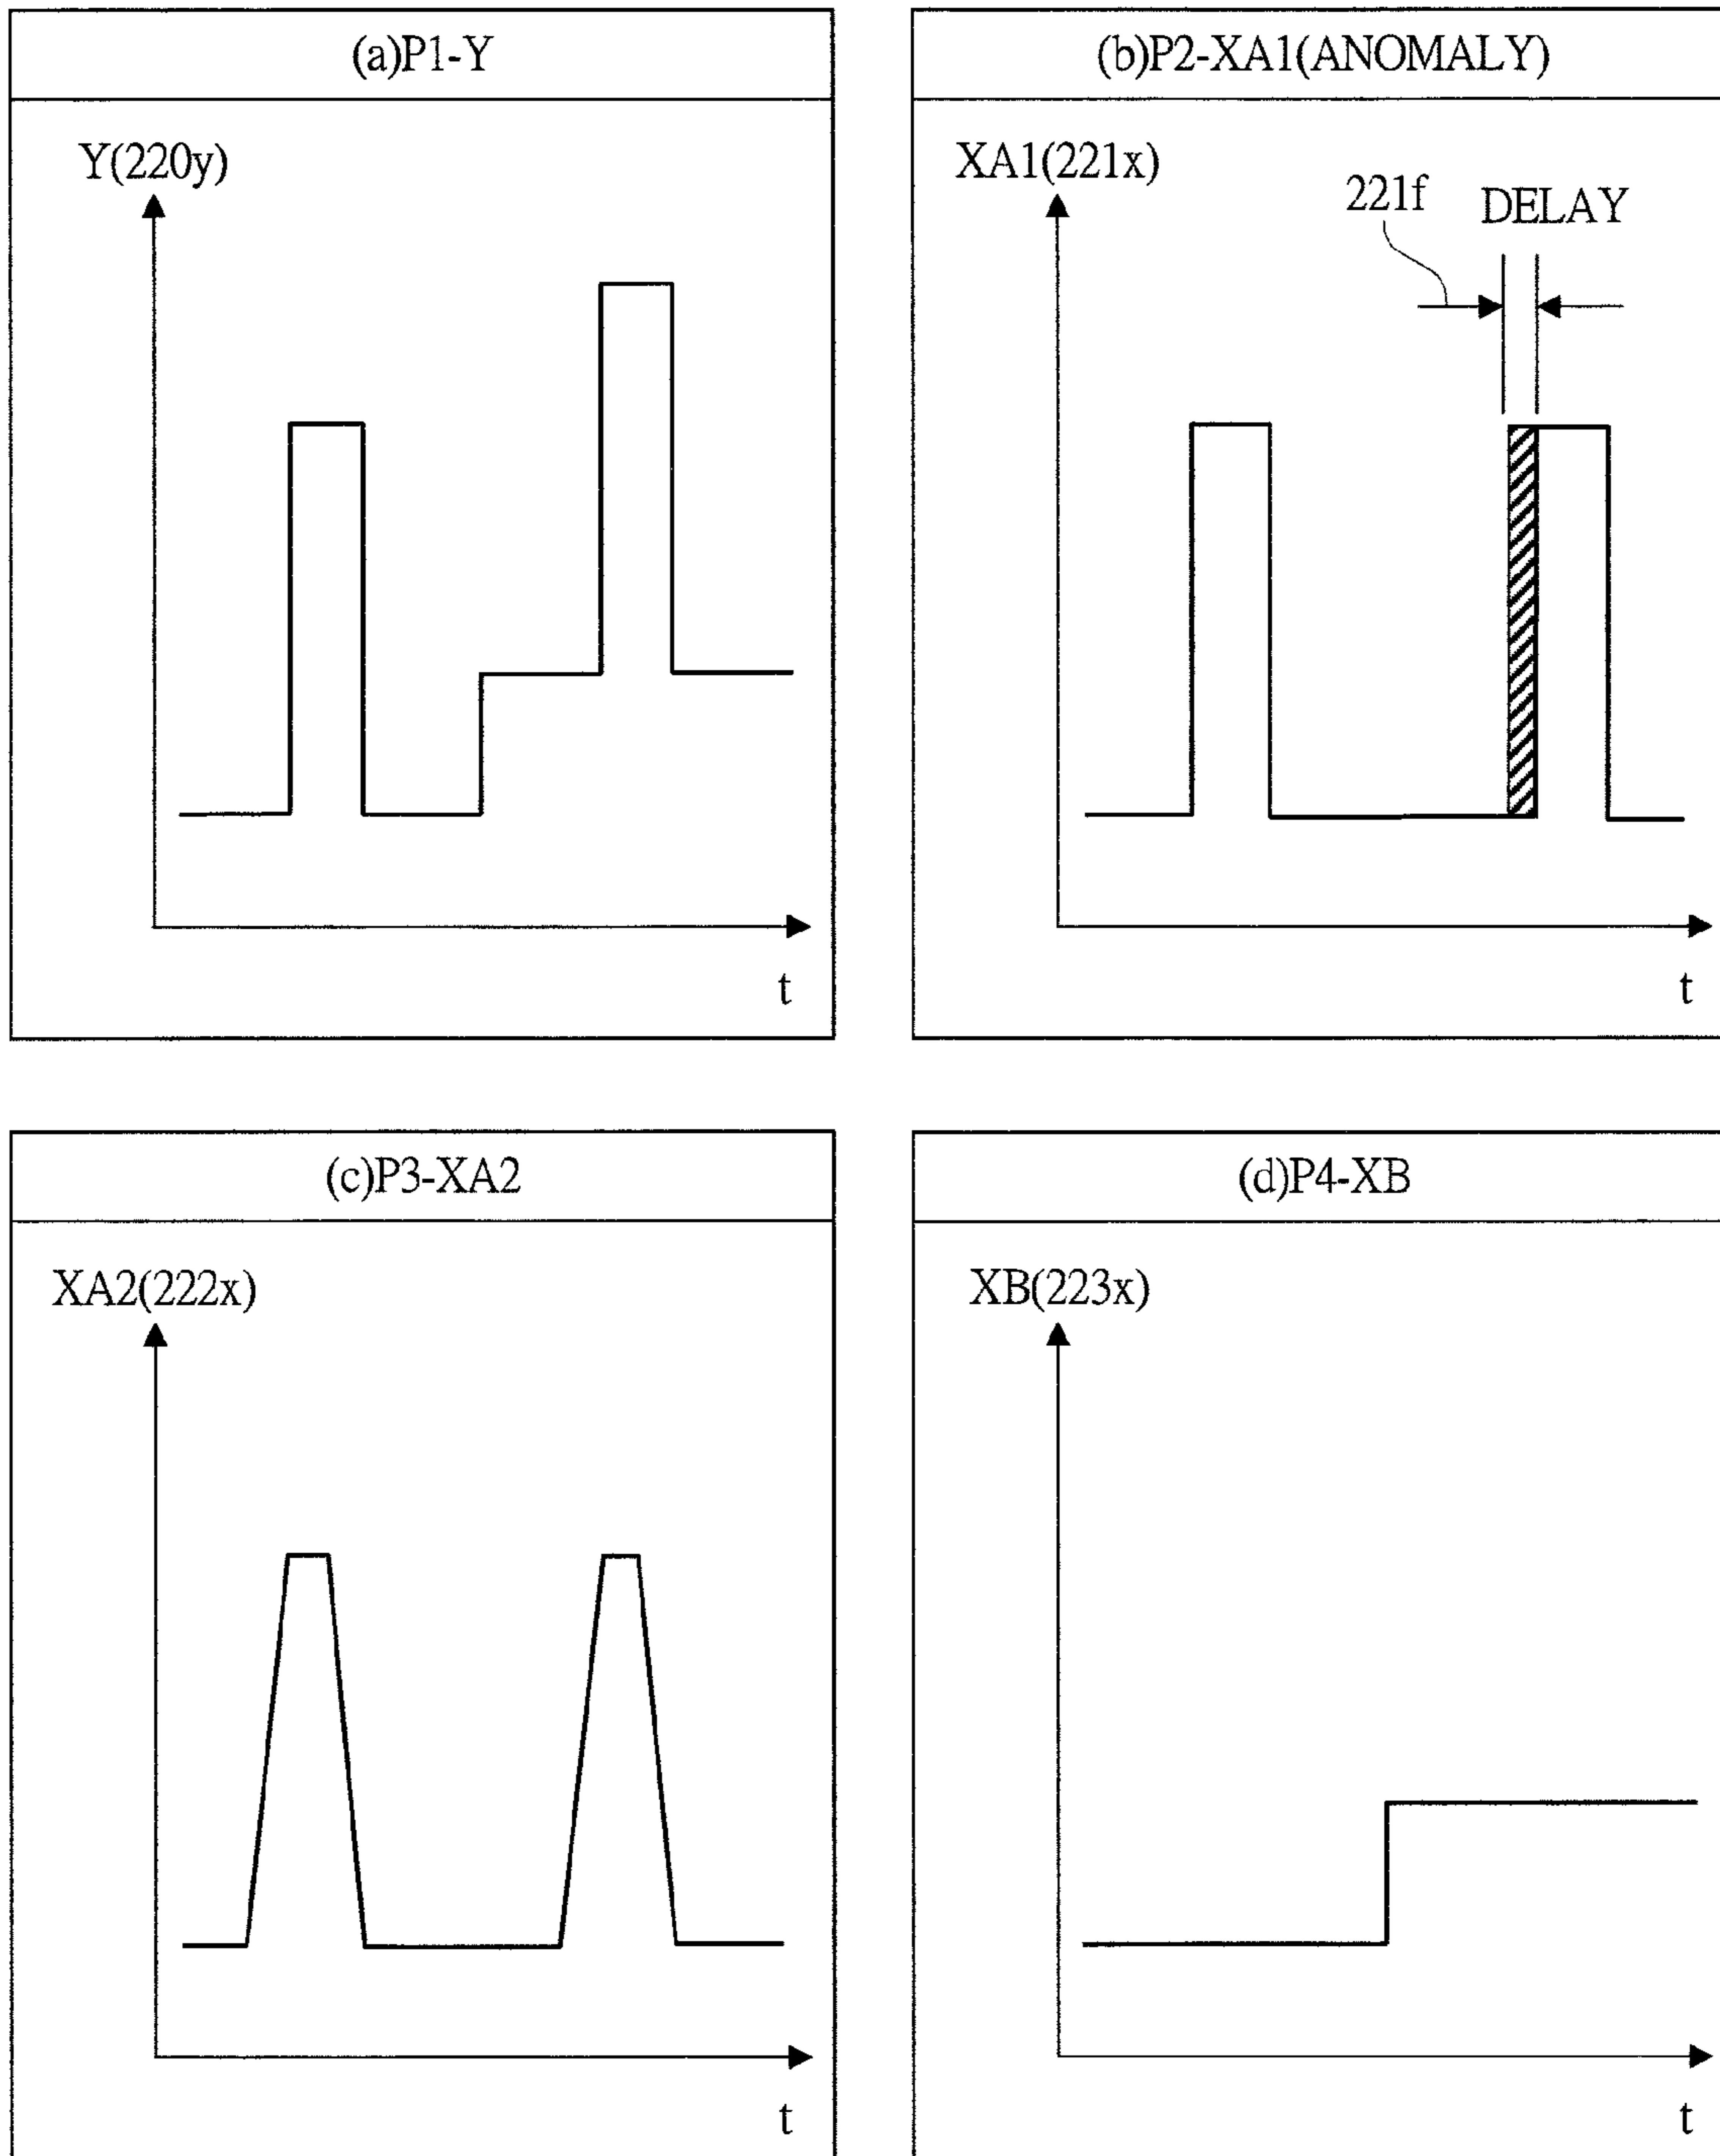 (a)P1-Y
Y(220y)
t
(b)P2-XA1(ANOMALY)
XA1(221x)
221f DELAY
t
(c)P3-XA2
XA2(222x)
t
(d)P4-XB
XB(223x)
t